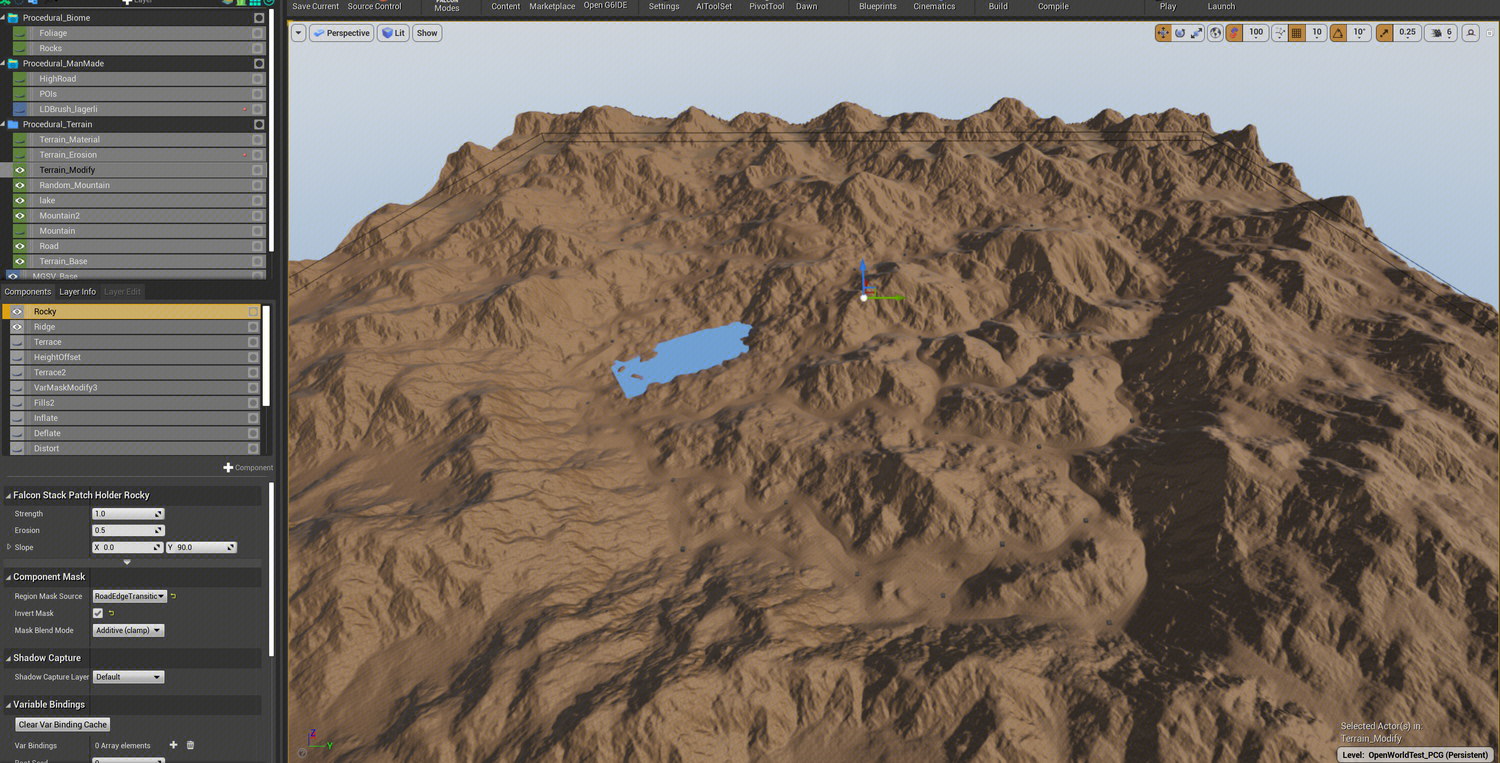 Save Current Source Control FALCON Modes Content Marketplace Open G6IDE Settings AIToolSet PivotTool Dawn Blueprints Cinematics Build Compile Play Launch
Layer
Procedural_Biome
Foliage
Rocks
Procedural_ManMade
HighRoad
POIs
LDBrush_lagerli
Procedural_Terrain
Terrain_Material
Terrain_Erosion
Terrain_Modify
Random_Mountain
lake
Mountain2
Mountain
Road
Terrain_Base
MGSV_Base
Components Layer Info Layer Edit
Rocky
Ridge
Terrace
HeightOffset
Terrace2
VarMaskModify3
Fills2
Inflate
Deflate
Distort
Component
Falcon Stack Patch Holder Rocky
Strength 1.0
Erosion 0.5
Slope X 0.0 Y 90.0
Component Mask
Region Mask Source RoadEdgeTransitic
Invert Mask
Mask Blend Mode Additive (clamp)
Shadow Capture
Shadow Capture Layer Default
Variable Bindings
Clear Var Binding Cache
Var Bindings 0 Array elements
Perspective Lit Show
100 10 10° 0.25 6
Z
Y
Selected Actor(s) in:
Terrain_Modify
Level: OpenWorldTest_PCG (Persistent)